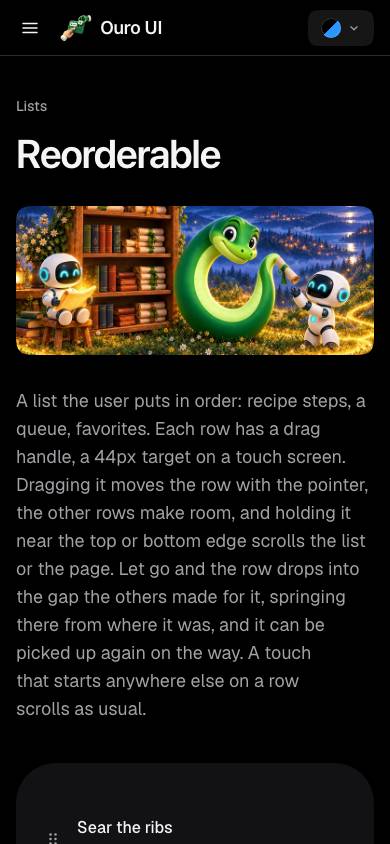 Ouro UI
Lists
Reorderable
A list the user puts in order: recipe steps, a
queue, favorites. Each row has a drag
handle, a 44px target on a touch screen.
Dragging it moves the row with the pointer,
the other rows make room, and holding it
near the top or bottom edge scrolls the list
or the page. Let go and the row drops into
the gap the others made for it, springing
there from where it was, and it can be
picked up again on the way. A touch
that starts anywhere else on a row
scrolls as usual.
Sear the ribs